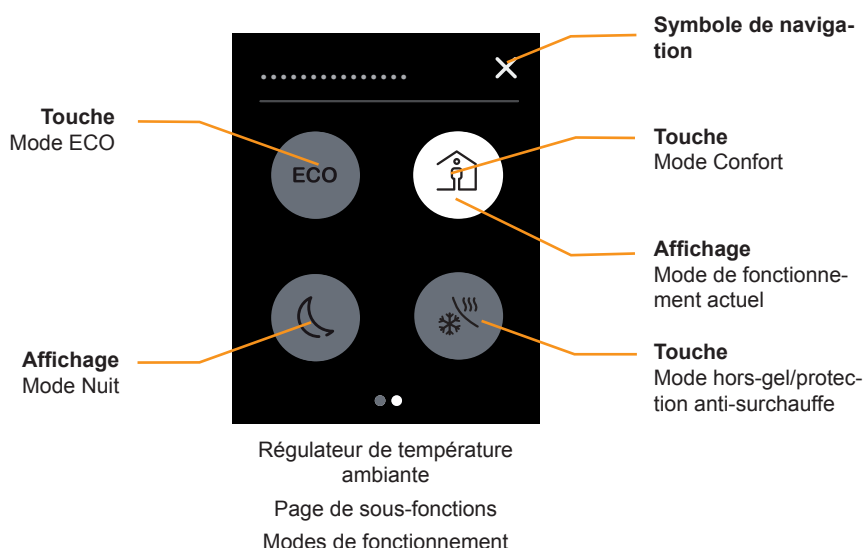 Symbole de naviga-
tion
Touche
Mode ECO
ECO
Touche
Mode Confort
Affichage
Mode de fonctionne-
ment actuel
Affichage
Mode Nuit
Touche
Mode hors-gel/protec-
tion anti-surchauffe
Régulateur de température
ambiante
Page de sous-fonctions
Modes de fonctionnement